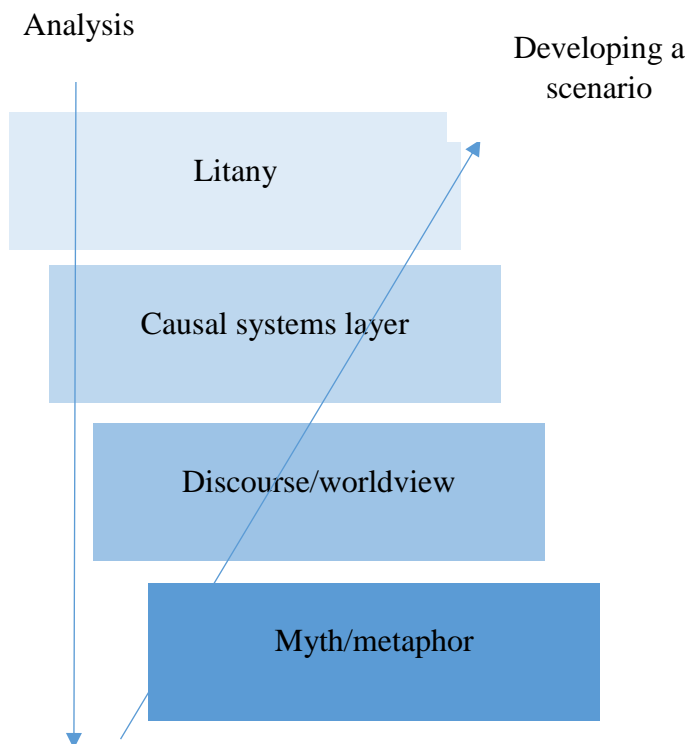 Analysis
Developing a
scenario
Litany
Causal systems layer
Discourse/worldview
Myth/metaphor